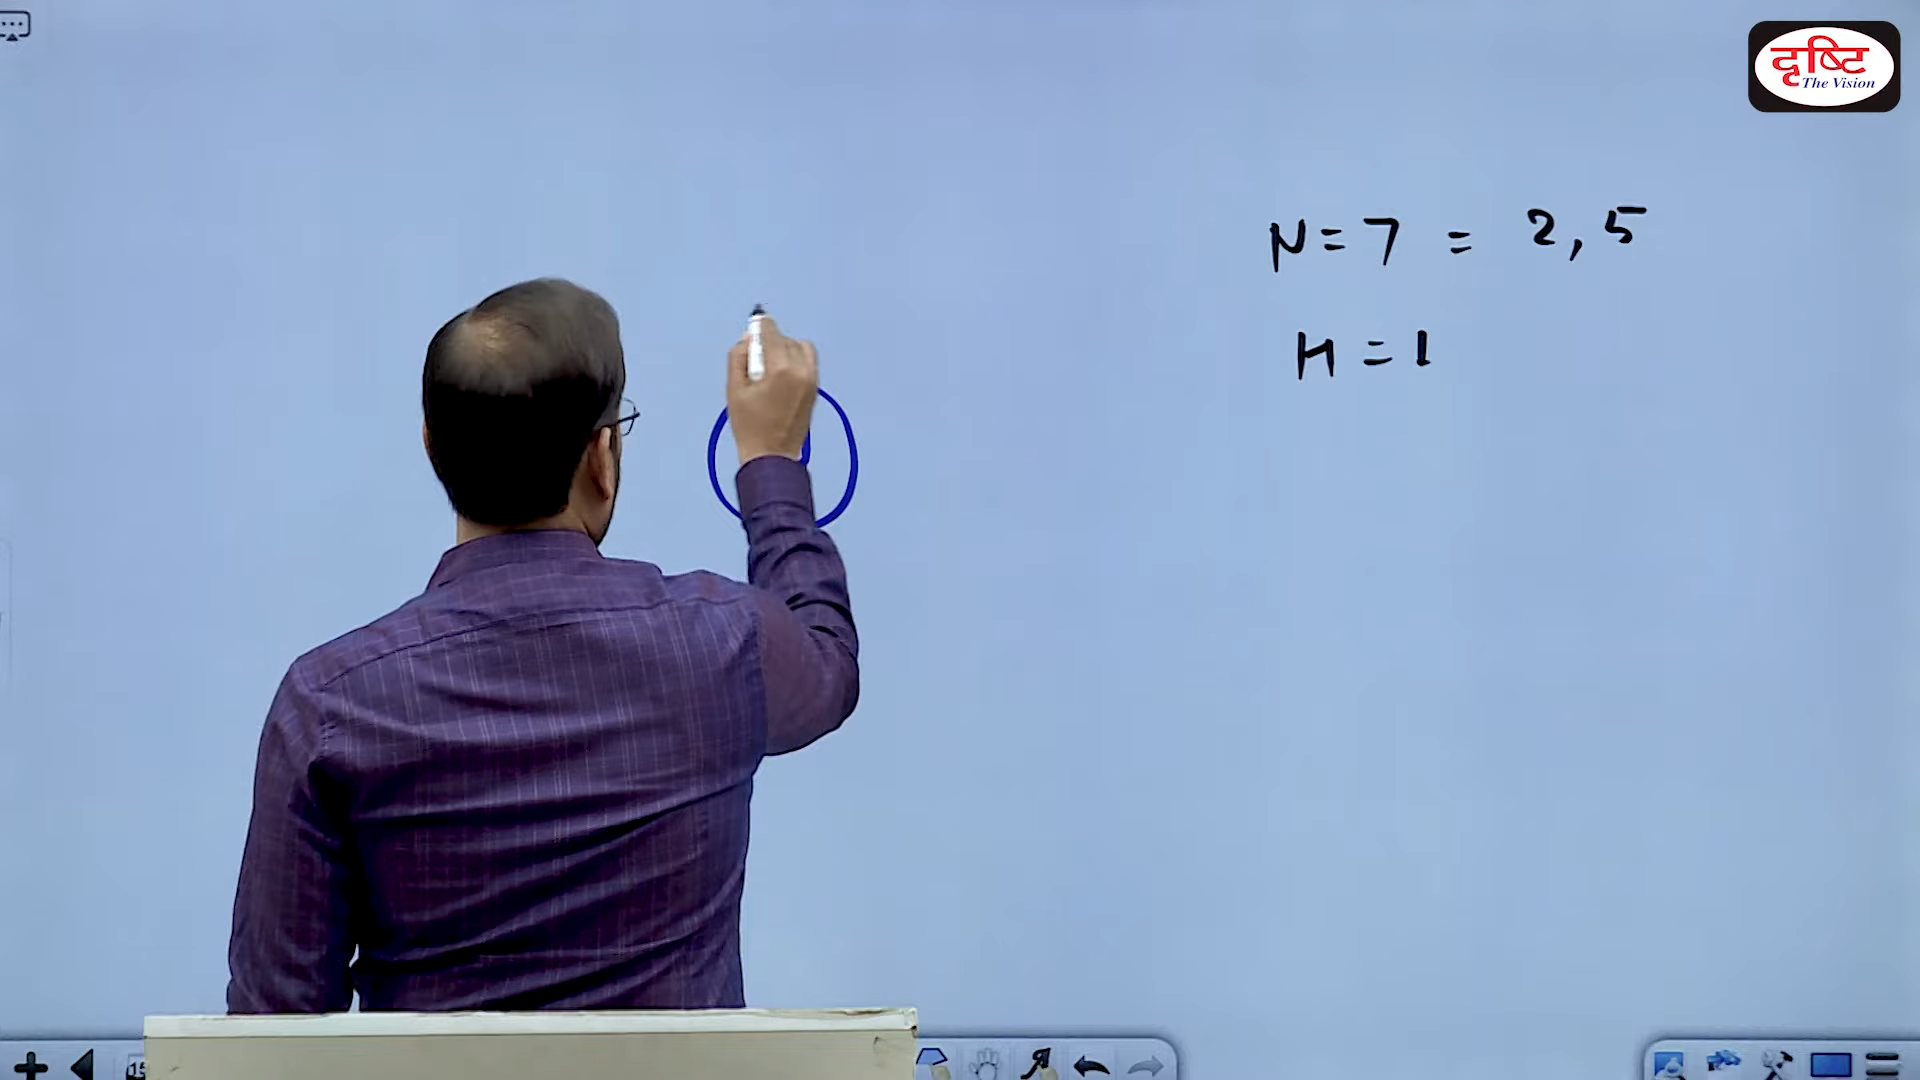 दृष्टि
The Vision
N = 7 = 2, 5
H = 1